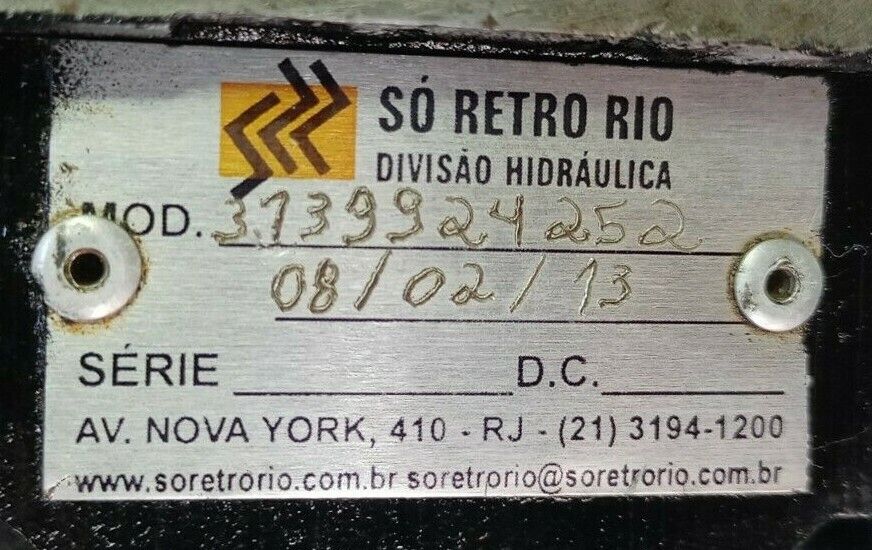 SÓ RETRO RIO
DIVISÃO HIDRÁULICA
MOD. 3139924252
08/02/13
SÉRIE D.C.
AV. NOVA YORK, 410 - RJ - (21) 3194-1200
www.soretrorio.com.br soretrorio@soretrorio.com.br